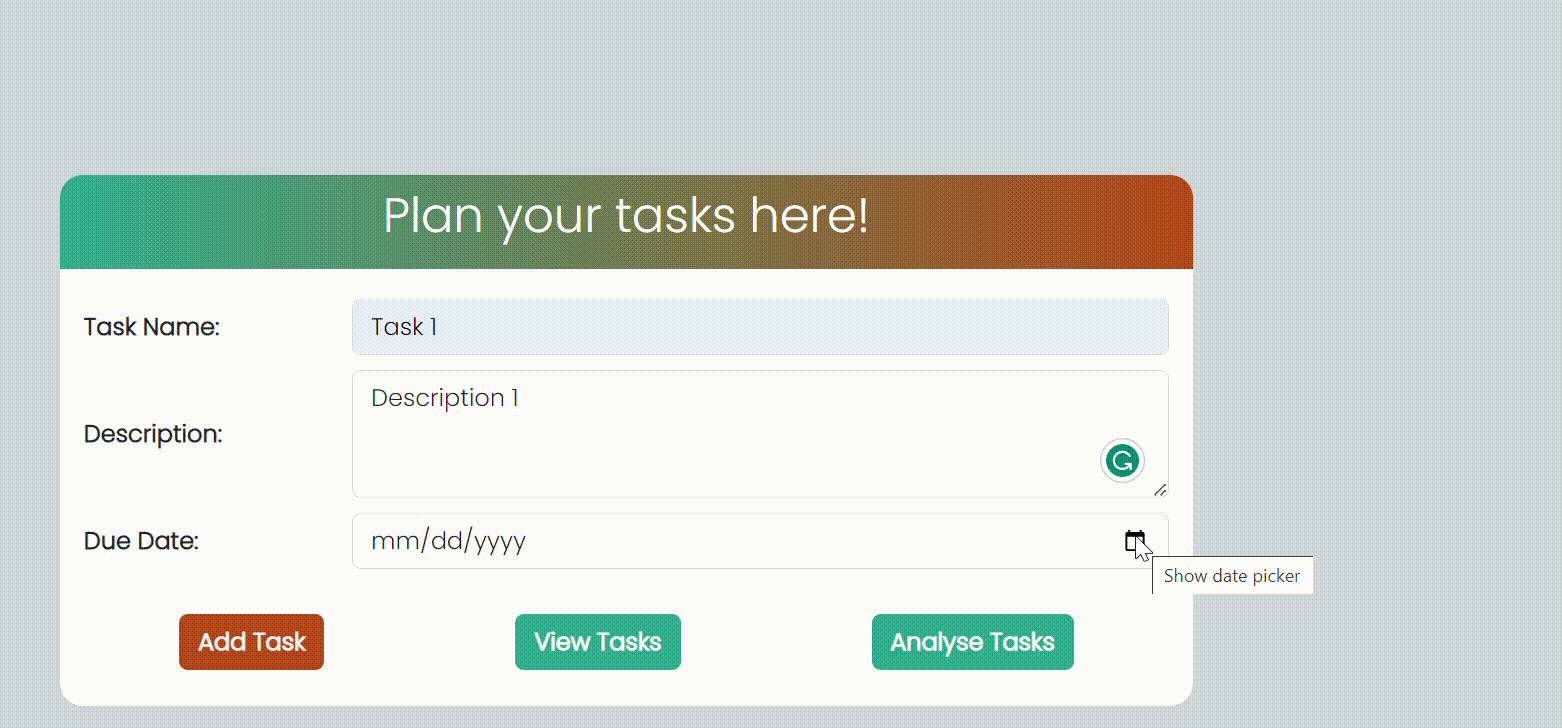 Plan your tasks here!
Task Name:
Task 1
Description:
Description 1
Due Date:
mm/dd/yyyy
Show date picker
Add Task
View Tasks
Analyse Tasks